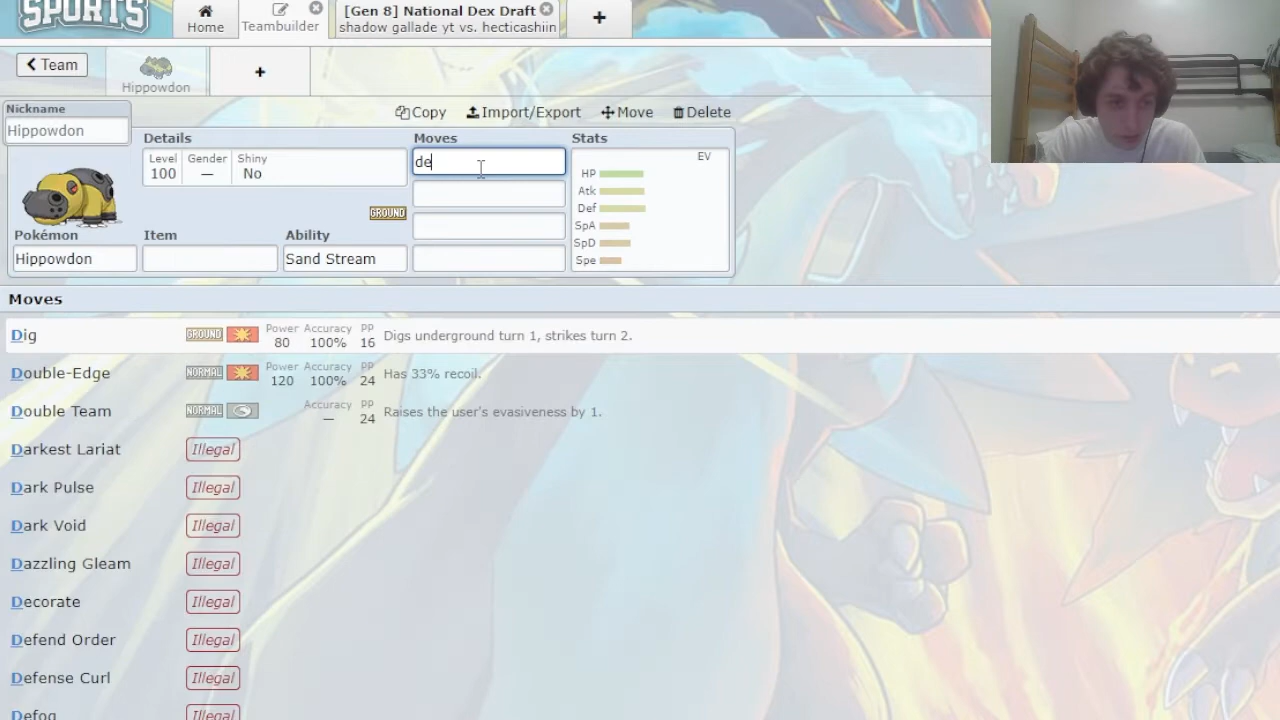 SPORTS
Home
Teambuilder
[Gen 8] National Dex Draft
shadow gallade yt vs. hecticashiin
+
Team
Hippowdon
+
Nickname
Hippowdon
Copy Import/Export Move Delete
Details
Level Gender Shiny
100 — No
GROUND
Pokémon Item Ability
Hippowdon Sand Stream
Moves
de
Stats
EV
HP
Atk
Def
SpA
SpD
Spe
Moves
Dig GROUND Power 80 Accuracy 100% PP 16 Digs underground turn 1, strikes turn 2.
Double-Edge NORMAL Power 120 Accuracy 100% PP 24 Has 33% recoil.
Double Team NORMAL Accuracy — PP 24 Raises the user's evasiveness by 1.
Darkest Lariat Illegal
Dark Pulse Illegal
Dark Void Illegal
Dazzling Gleam Illegal
Decorate Illegal
Defend Order Illegal
Defense Curl Illegal
Defog Illegal